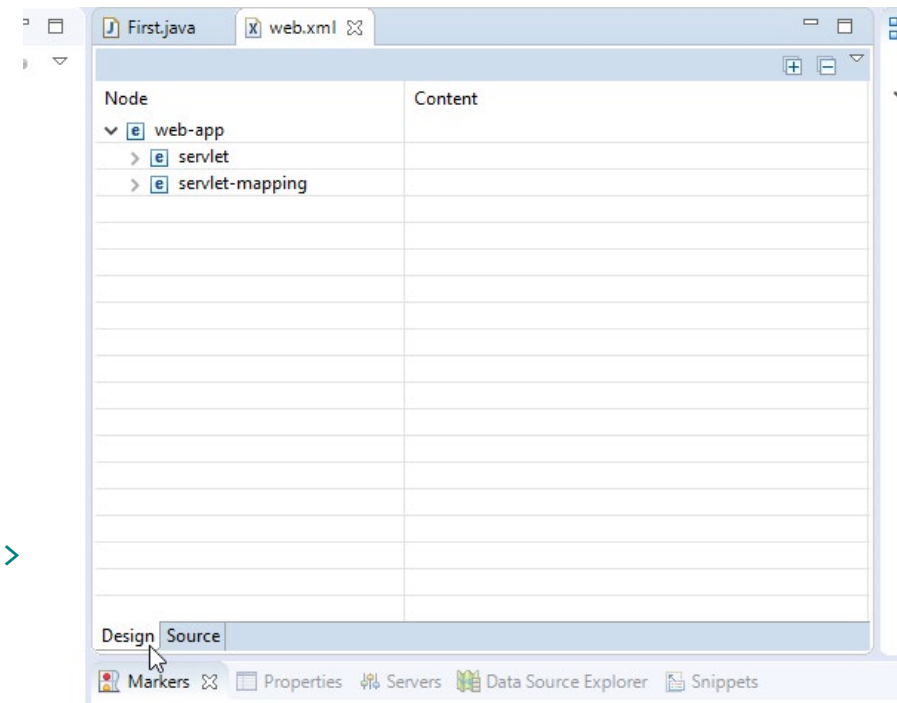 First.java web.xml
Node Content
web-app
servlet
servlet-mapping
Design Source
Markers Properties Servers Data Source Explorer Snippets